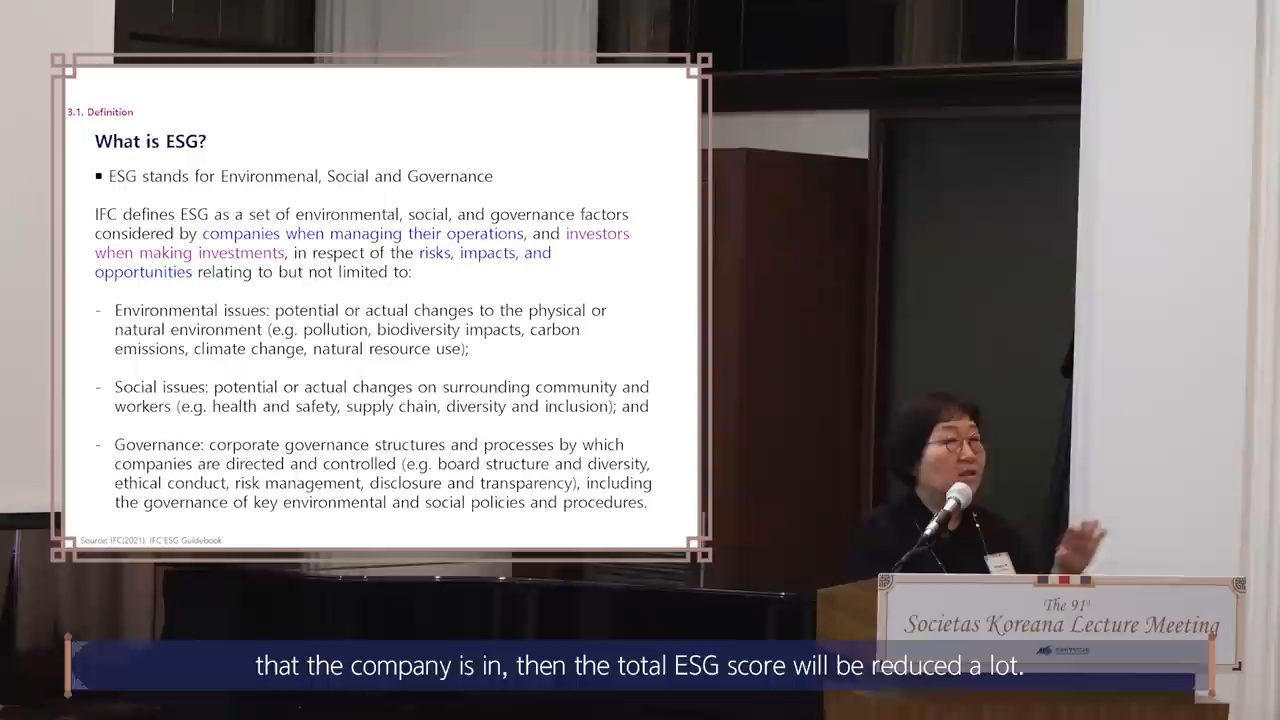 3.1. Definition
What is ESG?
▪ ESG stands for Environmenal, Social and Governance
IFC defines ESG as a set of environmental, social, and governance factors
considered by companies when managing their operations, and investors
when making investments, in respect of the risks, impacts, and
opportunities relating to but not limited to:
- Environmental issues: potential or actual changes to the physical or
natural environment (e.g. pollution, biodiversity impacts, carbon
emissions, climate change, natural resource use);
- Social issues: potential or actual changes on surrounding community and
workers (e.g. health and safety, supply chain, diversity and inclusion); and
- Governance: corporate governance structures and processes by which
companies are directed and controlled (e.g. board structure and diversity,
ethical conduct, risk management, disclosure and transparency), including
the governance of key environmental and social policies and procedures.
Source: IFC(2021). IFC ESG Guidebook
The 91st
Societas Koreana Lecture Meeting
that the company is in, then the total ESG score will be reduced a lot.